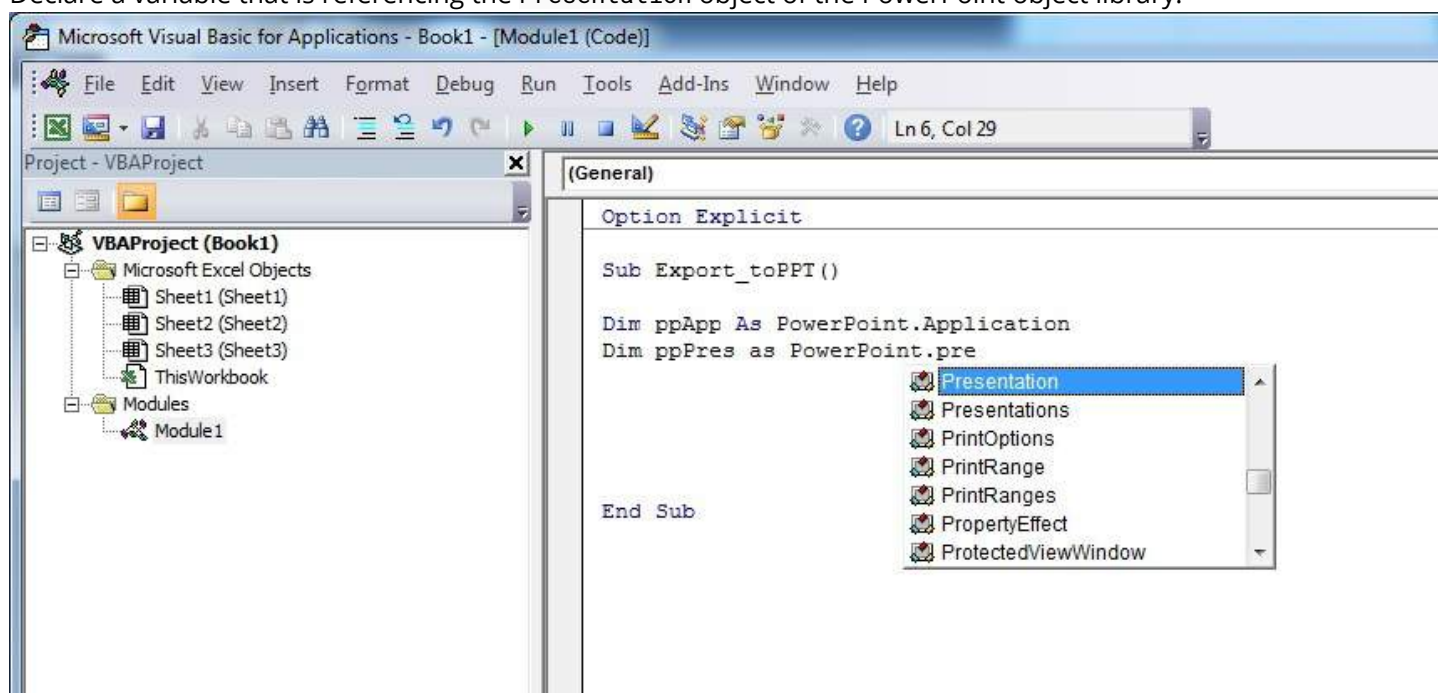 Declare a variable that is referencing the Presentation object of the PowerPoint object library.
Microsoft Visual Basic for Applications - Book1 - [Module1 (Code)]
File Edit View Insert Format Debug Run Tools Add-Ins Window Help
Ln 6, Col 29
Project - VBAProject
(General)
VBAProject (Book1)
Microsoft Excel Objects
Sheet1 (Sheet1)
Sheet2 (Sheet2)
Sheet3 (Sheet3)
ThisWorkbook
Modules
Module1
Option Explicit
Sub Export_toPPT()
Dim ppApp As PowerPoint.Application
Dim ppPres as PowerPoint.pre
Presentation
Presentations
PrintOptions
PrintRange
PrintRanges
PropertyEffect
ProtectedViewWindow
End Sub